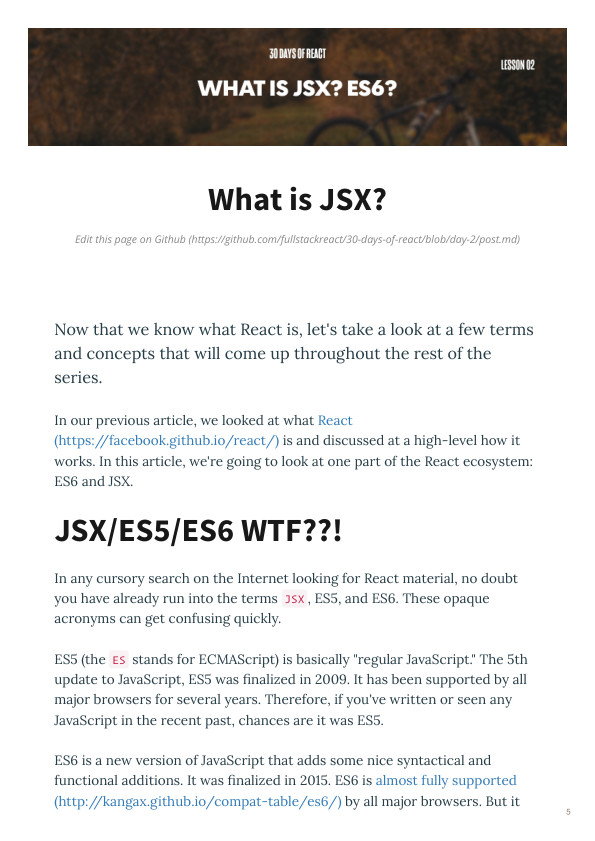 30 DAYS OF REACT
LESSON 02
WHAT IS JSX? ES6?
What is JSX?
Edit this page on Github (https://github.com/fullstackreact/30-days-of-react/blob/day-2/post.md)
Now that we know what React is, let's take a look at a few terms
and concepts that will come up throughout the rest of the
series.
In our previous article, we looked at what React
(https://facebook.github.io/react/) is and discussed at a high-level how it
works. In this article, we're going to look at one part of the React ecosystem:
ES6 and JSX.
JSX/ES5/ES6 WTF??!
In any cursory search on the Internet looking for React material, no doubt
you have already run into the terms JSX, ES5, and ES6. These opaque
acronyms can get confusing quickly.
ES5 (the ES stands for ECMAScript) is basically "regular JavaScript." The 5th
update to JavaScript, ES5 was finalized in 2009. It has been supported by all
major browsers for several years. Therefore, if you've written or seen any
JavaScript in the recent past, chances are it was ES5.
ES6 is a new version of JavaScript that adds some nice syntactical and
functional additions. It was finalized in 2015. ES6 is almost fully supported
(http://kangax.github.io/compat-table/es6/) by all major browsers. But it
5